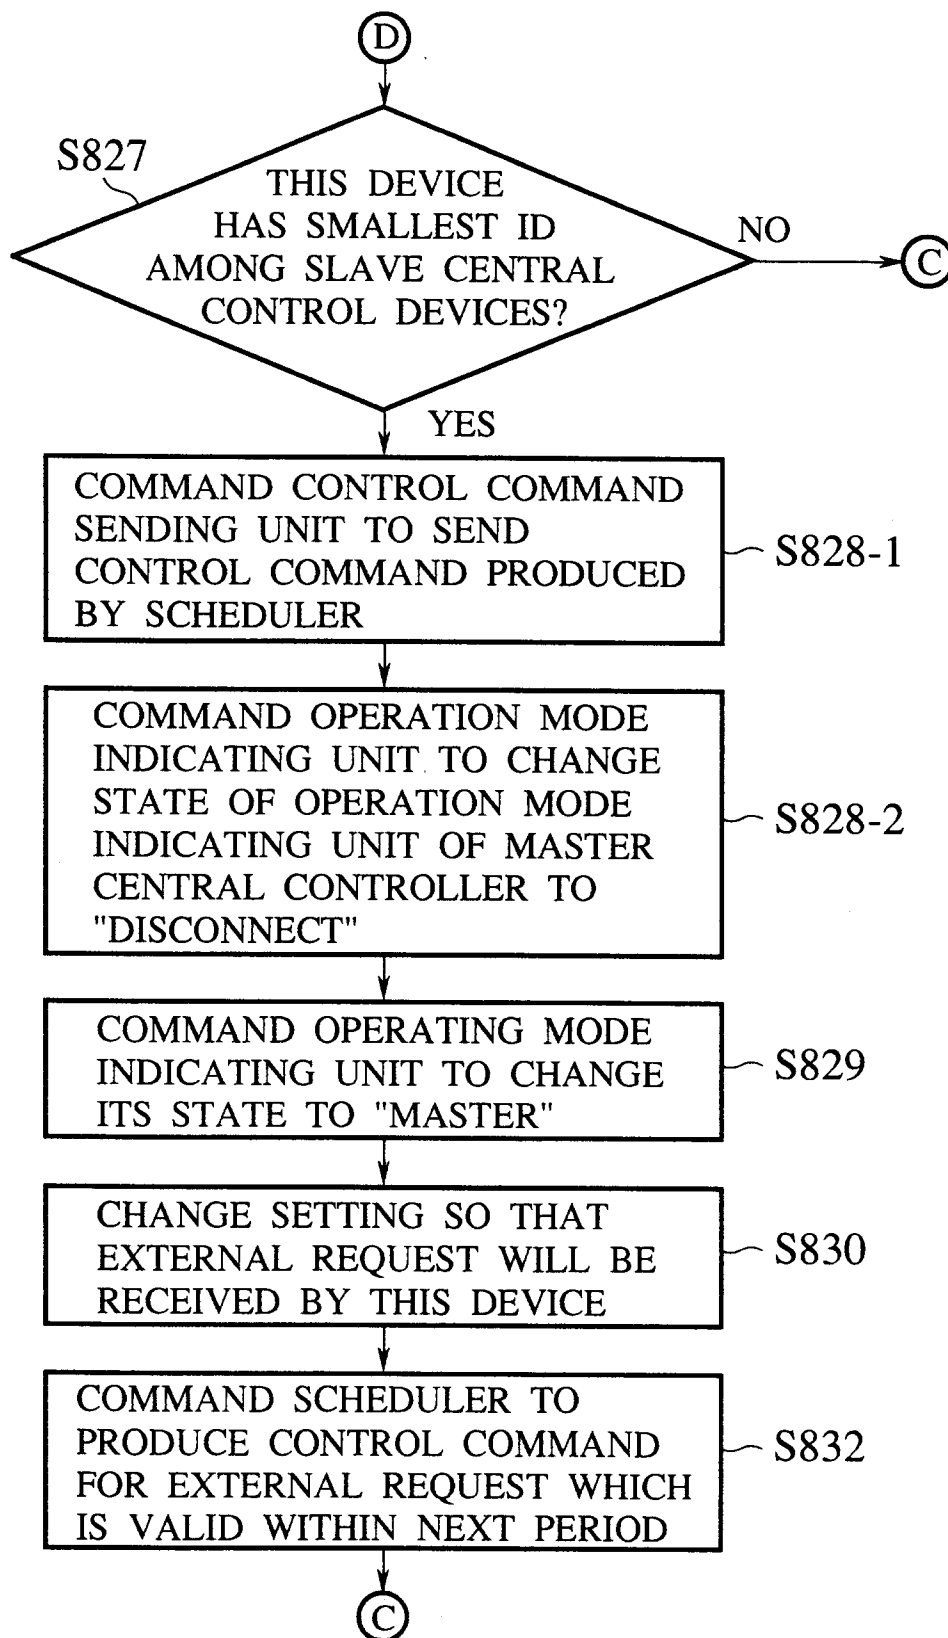 D
S827
THIS DEVICE
HAS SMALLEST ID
AMONG SLAVE CENTRAL
CONTROL DEVICES?
NO
C
YES
COMMAND CONTROL COMMAND
SENDING UNIT TO SEND
CONTROL COMMAND PRODUCED
BY SCHEDULER
S828-1
COMMAND OPERATION MODE
INDICATING UNIT TO CHANGE
STATE OF OPERATION MODE
INDICATING UNIT OF MASTER
CENTRAL CONTROLLER TO
"DISCONNECT"
S828-2
COMMAND OPERATING MODE
INDICATING UNIT TO CHANGE
ITS STATE TO "MASTER"
S829
CHANGE SETTING SO THAT
EXTERNAL REQUEST WILL BE
RECEIVED BY THIS DEVICE
S830
COMMAND SCHEDULER TO
PRODUCE CONTROL COMMAND
FOR EXTERNAL REQUEST WHICH
IS VALID WITHIN NEXT PERIOD
S832
C